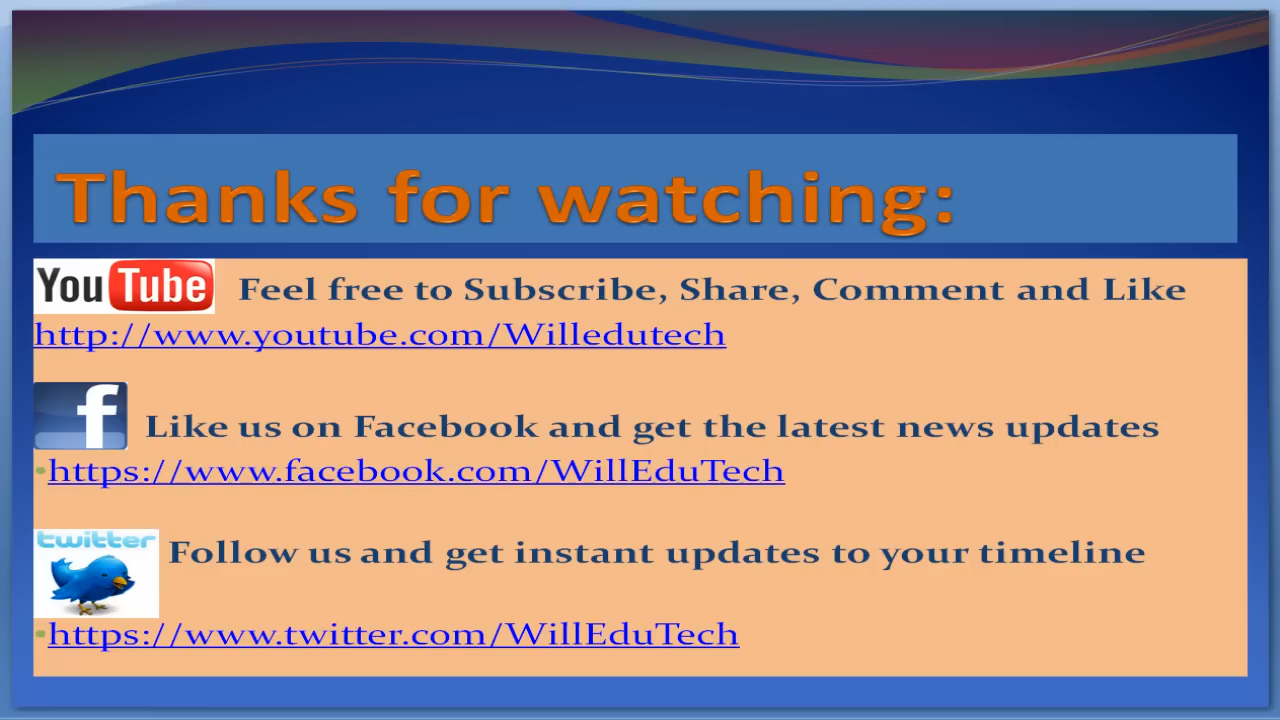 Thanks for watching:
YouTube Feel free to Subscribe, Share, Comment and Like
http://www.youtube.com/Willedutech
f Like us on Facebook and get the latest news updates
•https://www.facebook.com/WillEduTech
twitter
Follow us and get instant updates to your timeline
•https://www.twitter.com/WillEduTech